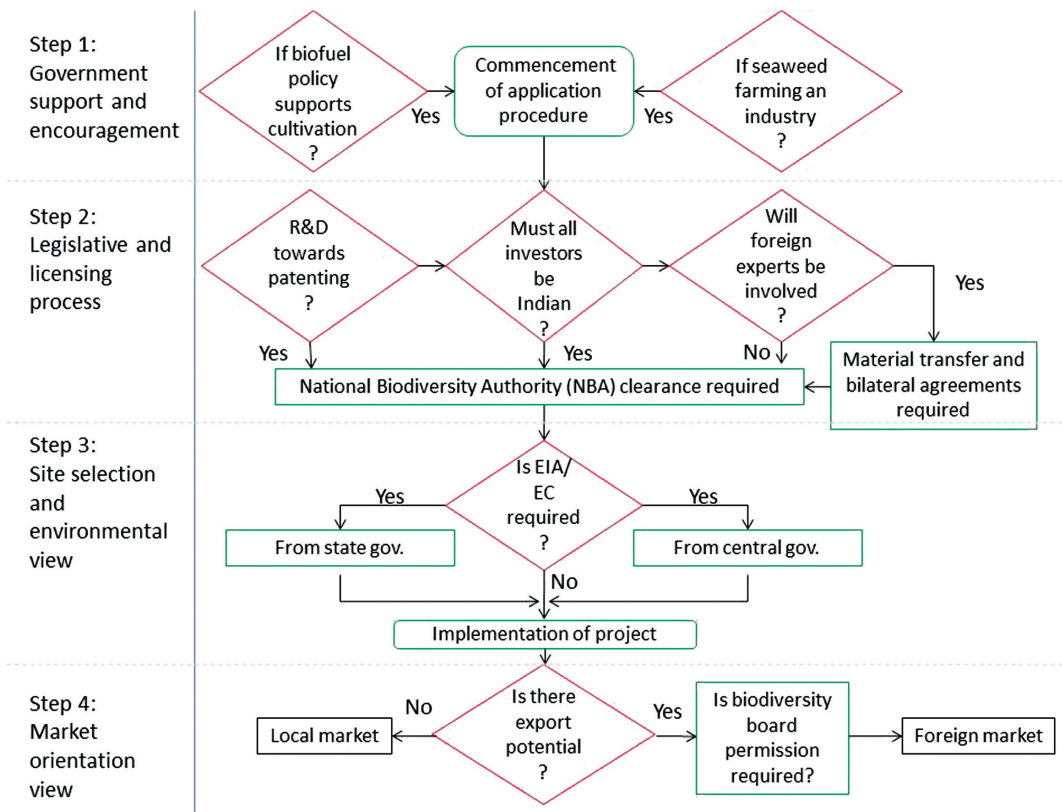 Step 1:
Government
support and
encouragement
If biofuel
policy
supports
cultivation
?
Yes
Commencement
of application
procedure
Yes
If seaweed
farming an
industry
?
Step 2:
Legislative and
licensing
process
R&D
towards
patenting
?
Must all
investors
be
Indian
?
Will
foreign
experts be
involved
?
Yes
Yes
Yes
No
National Biodiversity Authority (NBA) clearance required
Material transfer and
bilateral agreements
required
Step 3:
Site selection
and
environmental
view
Is EIA/
EC
required
?
Yes
Yes
From state gov.
From central gov.
No
Implementation of project
Step 4:
Market
orientation
view
Is there
export
potential
?
No
Local market
Yes
Is biodiversity
board
permission
required?
Foreign market